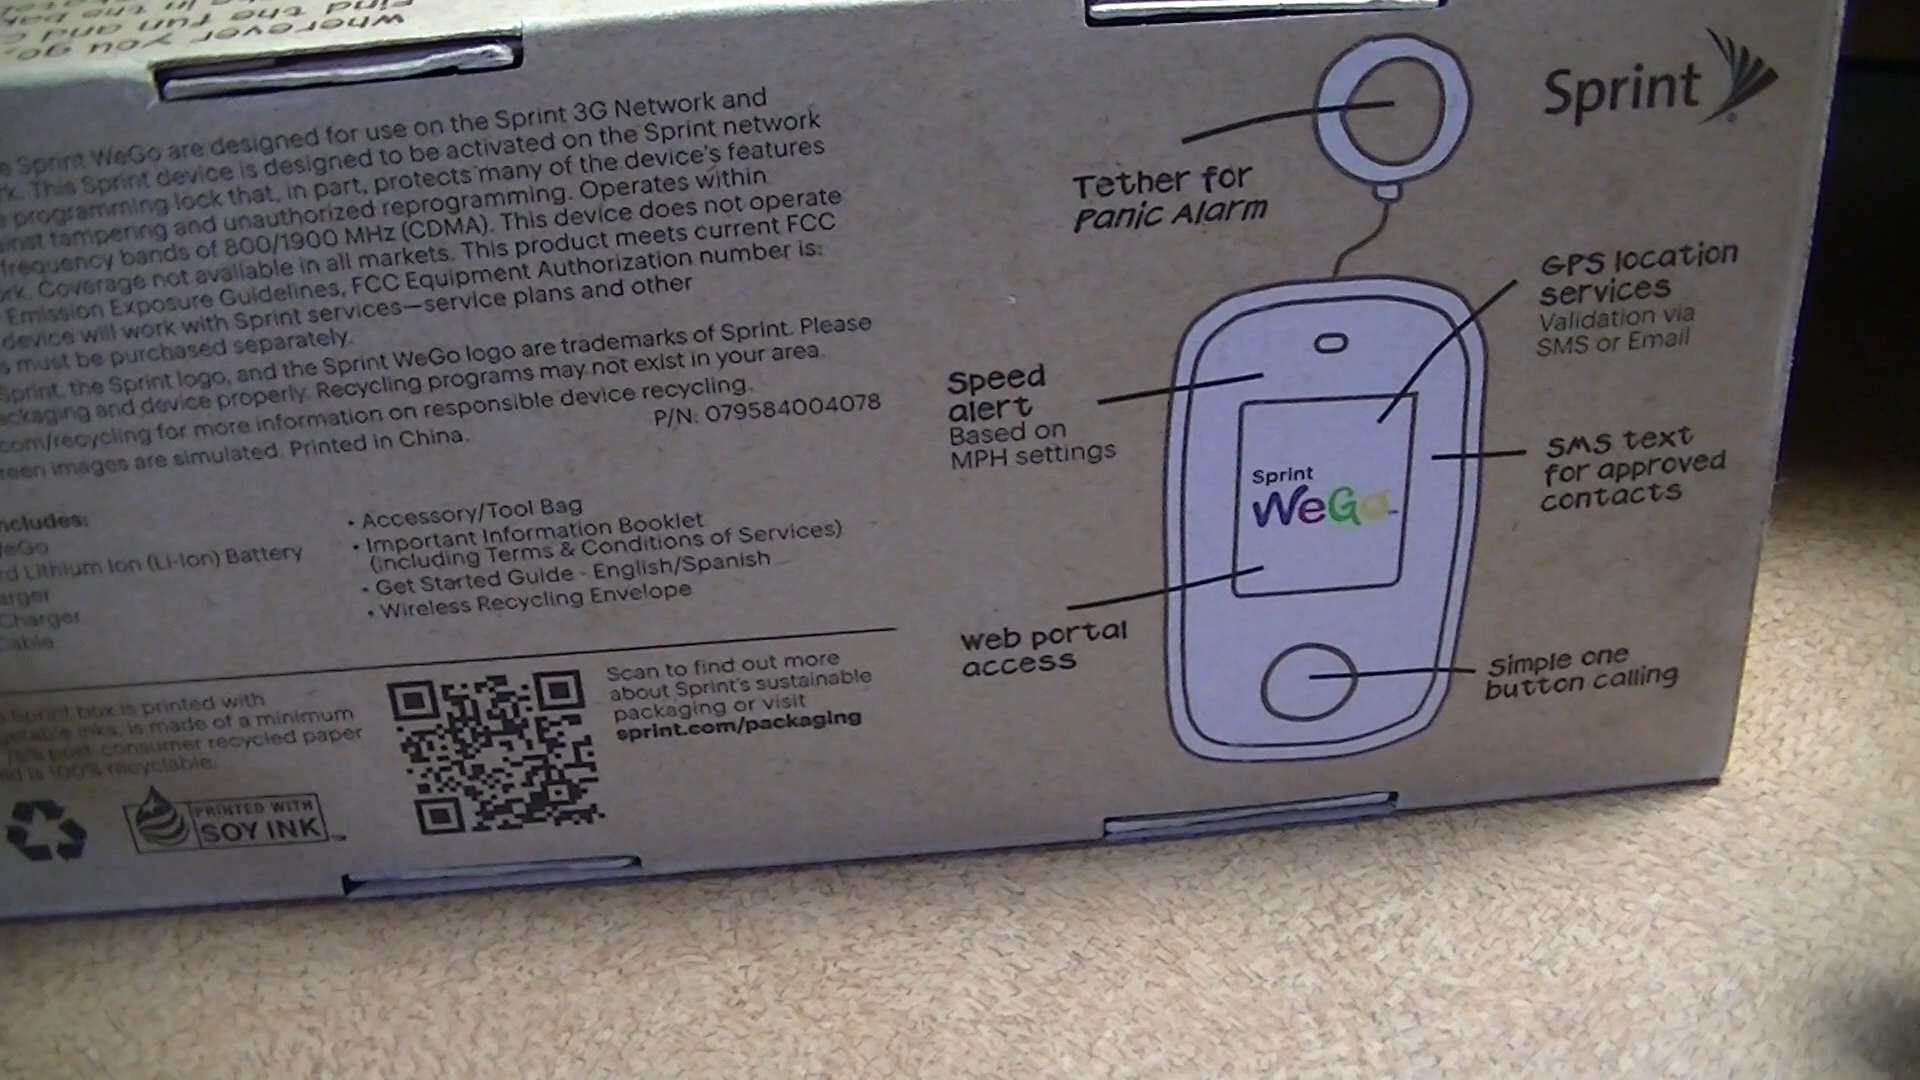 wherever you go.
find the fun and
e Sprint WeGo are designed for use on the Sprint 3G Network and
rk. This Sprint device is designed to be activated on the Sprint network
e programming lock that, in part, protects many of the device's features
inst tampering and unauthorized reprogramming. Operates within
frequency bands of 800/1900 MHz (CDMA). This device does not operate
ork. Coverage not available in all markets. This product meets current FCC
Emission Exposure Guidelines, FCC Equipment Authorization number is:
device will work with Sprint services—service plans and other
s must be purchased separately.
Sprint, the Sprint logo, and the Sprint WeGo logo are trademarks of Sprint. Please
ackaging and device properly. Recycling programs may not exist in your area.
com/recycling for more information on responsible device recycling.
reen images are simulated. Printed in China.
P/N: 079584004078
ncludes:
WeGo
rd Lithium Ion (Li-Ion) Battery
arger
Charger
Cable
• Accessory/Tool Bag
• Important Information Booklet
(including Terms & Conditions of Services)
• Get Started Guide - English/Spanish
• Wireless Recycling Envelope
Sprint box is printed with
getable inks, is made of a minimum
75% post-consumer recycled paper
nd is 100% recyclable.
PRINTED WITH
SOY INK™
Scan to find out more
about Sprint's sustainable
packaging or visit
sprint.com/packaging
Sprint
Tether for
Panic Alarm
GPS location
services
Validation via
SMS or Email
Speed
alert
Based on
MPH settings
SMS text
for approved
contacts
Sprint
WeGo™
web portal
access
Simple one
button calling